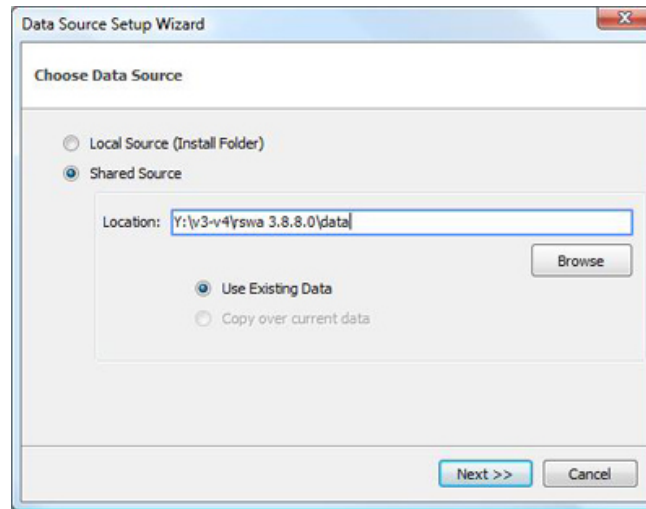 Data Source Setup Wizard
Choose Data Source
Local Source (Install Folder)
Shared Source
Location: Y:\v3-v4\rswa 3.8.8.0\data
Browse
Use Existing Data
Copy over current data
Next >> Cancel